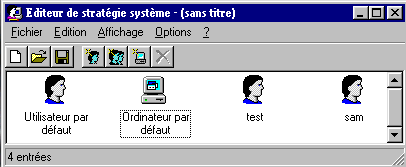 Editeur de stratégie système - (sans titre)
Fichier Edition Affichage Options ?
Utilisateur par défaut
Ordinateur par défaut
test
sam
4 entrées